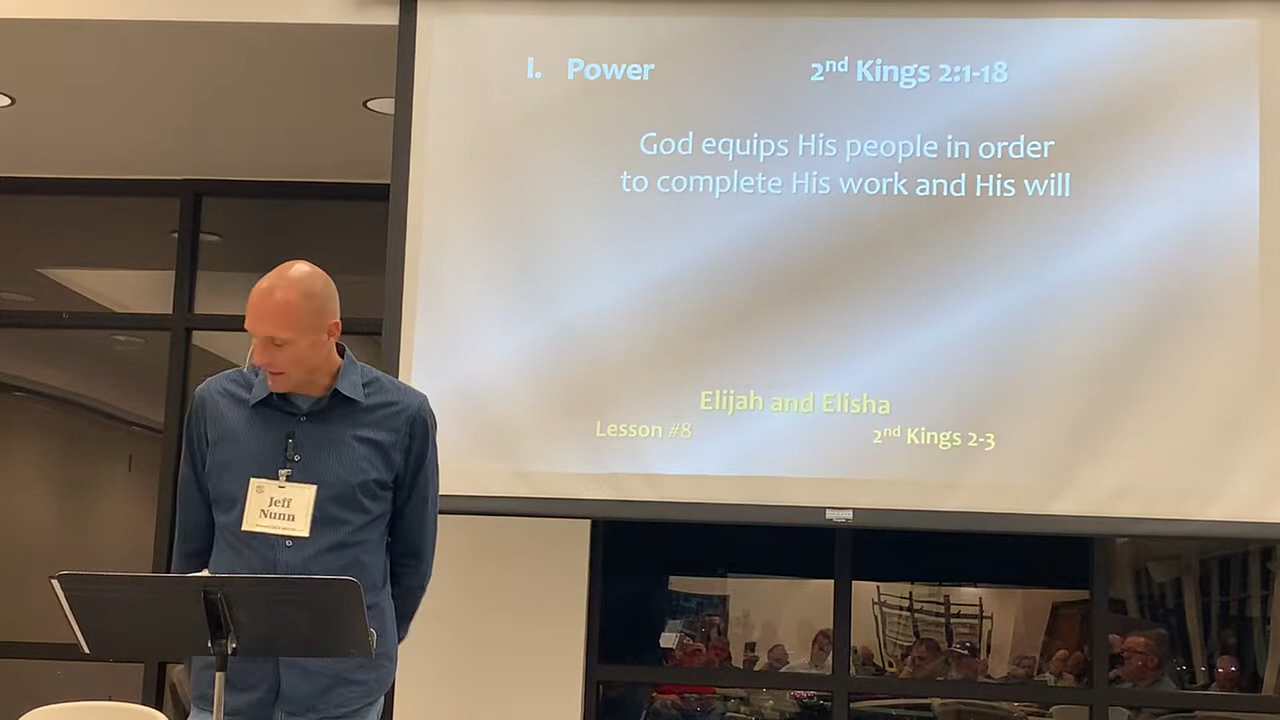 I. Power 2nd Kings 2:1-18
God equips His people in order
to complete His work and His will
Elijah and Elisha
Lesson #8 2nd Kings 2-3
Jeff
Nunn